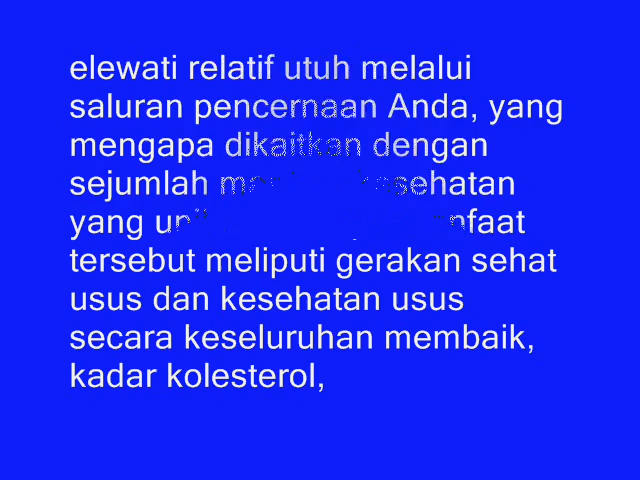 elewati relatif utuh melalui
saluran pencernaan Anda, yang
mengapa dikaitkan dengan
sejumlah kesehatan
yang
tersebut meliputi gerakan sehat
usus dan kesehatan usus
secara keseluruhan membaik,
kadar kolesterol,